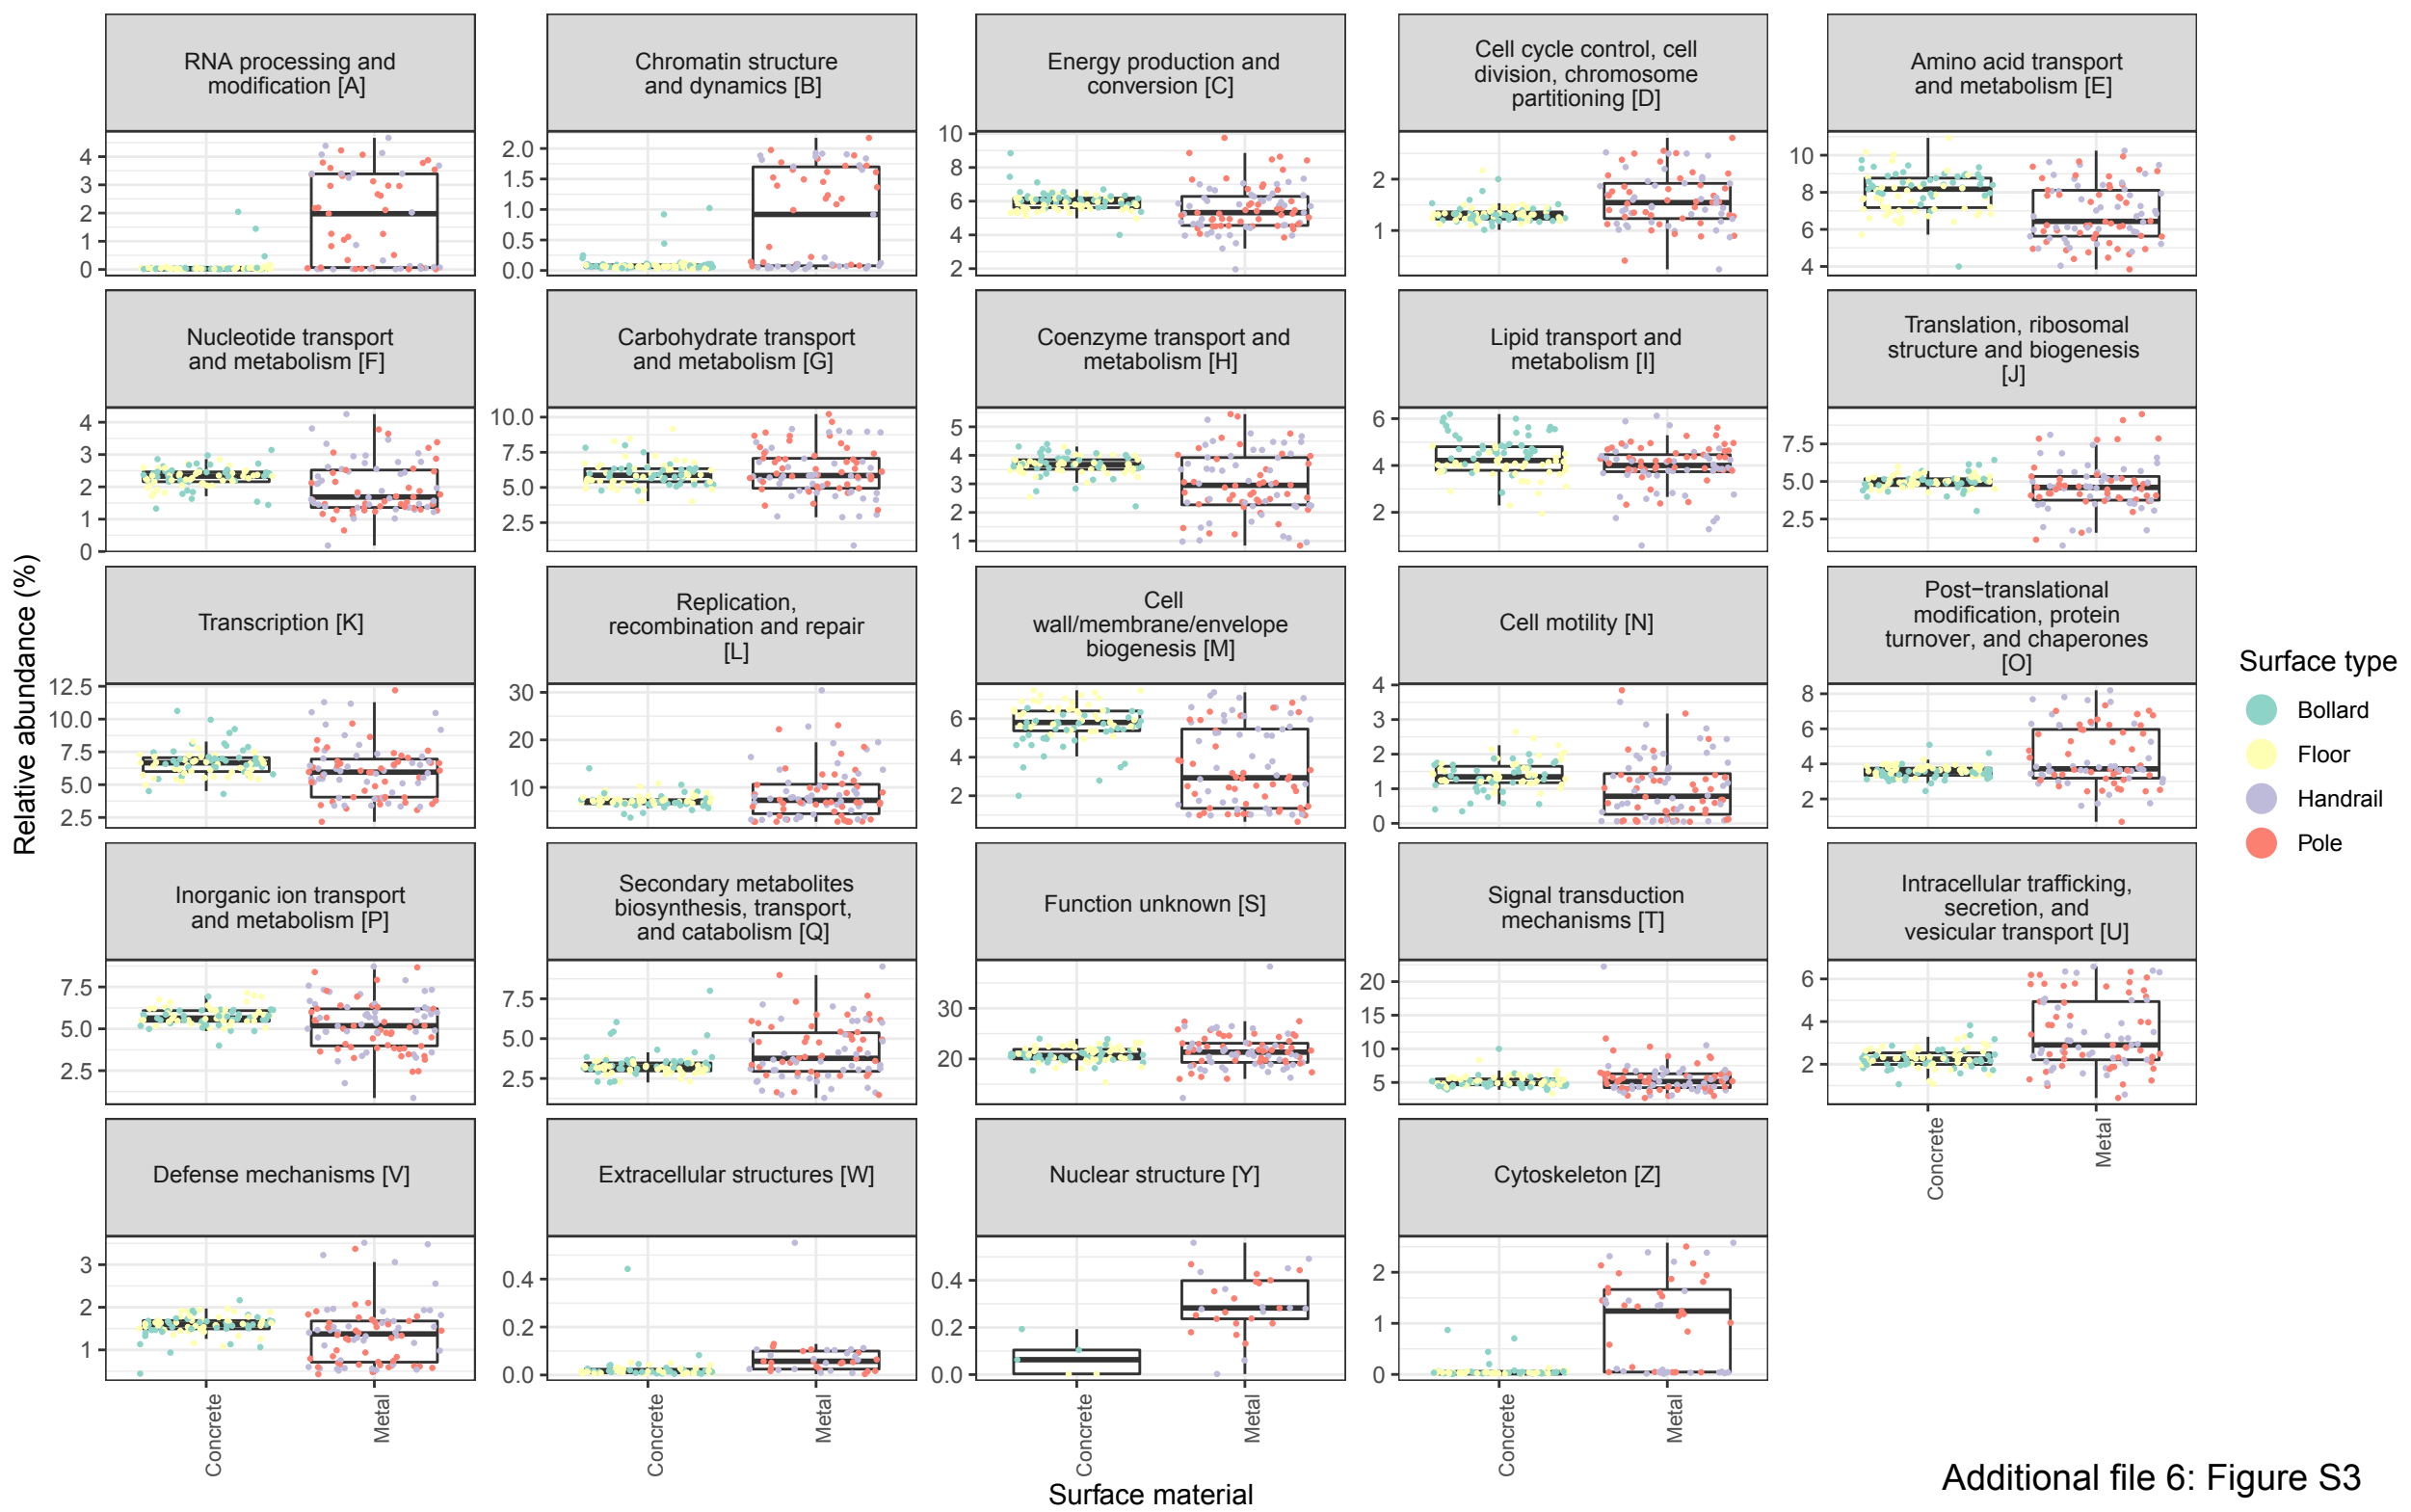 RNA processing and
modification [A]
Chromatin structure
and dynamics [B]
Energy production and
conversion [C]
Cell cycle control, cell
division, chromosome
partitioning [D]
Amino acid transport
and metabolism [E]
4
3
2
1
0
2.0
1.5
1.0
0.5
0.0
10
8
6
4
2
2
1
10
8
6
4
Nucleotide transport
and metabolism [F]
Carbohydrate transport
and metabolism [G]
Coenzyme transport and
metabolism [H]
Lipid transport and
metabolism [I]
Translation, ribosomal
structure and biogenesis
[J]
4
3
2
1
0
10.0
7.5
5.0
2.5
5
4
3
2
1
6
4
2
7.5
5.0
2.5
Transcription [K]
Replication,
recombination and repair
[L]
Cell
wall/membrane/envelope
biogenesis [M]
Cell motility [N]
Post−translational
modification, protein
turnover, and chaperones
[O]
12.5
10.0
7.5
5.0
2.5
30
20
10
6
4
2
4
3
2
1
0
8
6
4
2
Inorganic ion transport
and metabolism [P]
Secondary metabolites
biosynthesis, transport,
and catabolism [Q]
Function unknown [S]
Signal transduction
mechanisms [T]
Intracellular trafficking,
secretion, and
vesicular transport [U]
7.5
5.0
2.5
7.5
5.0
2.5
30
20
20
15
10
5
6
4
2
Concrete
Metal
Defense mechanisms [V]
Extracellular structures [W]
Nuclear structure [Y]
Cytoskeleton [Z]
3
2
1
0.4
0.2
0.0
0.4
0.2
0.0
2
1
0
Concrete
Metal
Concrete
Metal
Concrete
Metal
Concrete
Metal
Relative abundance (%)
Surface material
Surface type
Bollard
Floor
Handrail
Pole
Additional file 6: Figure S3